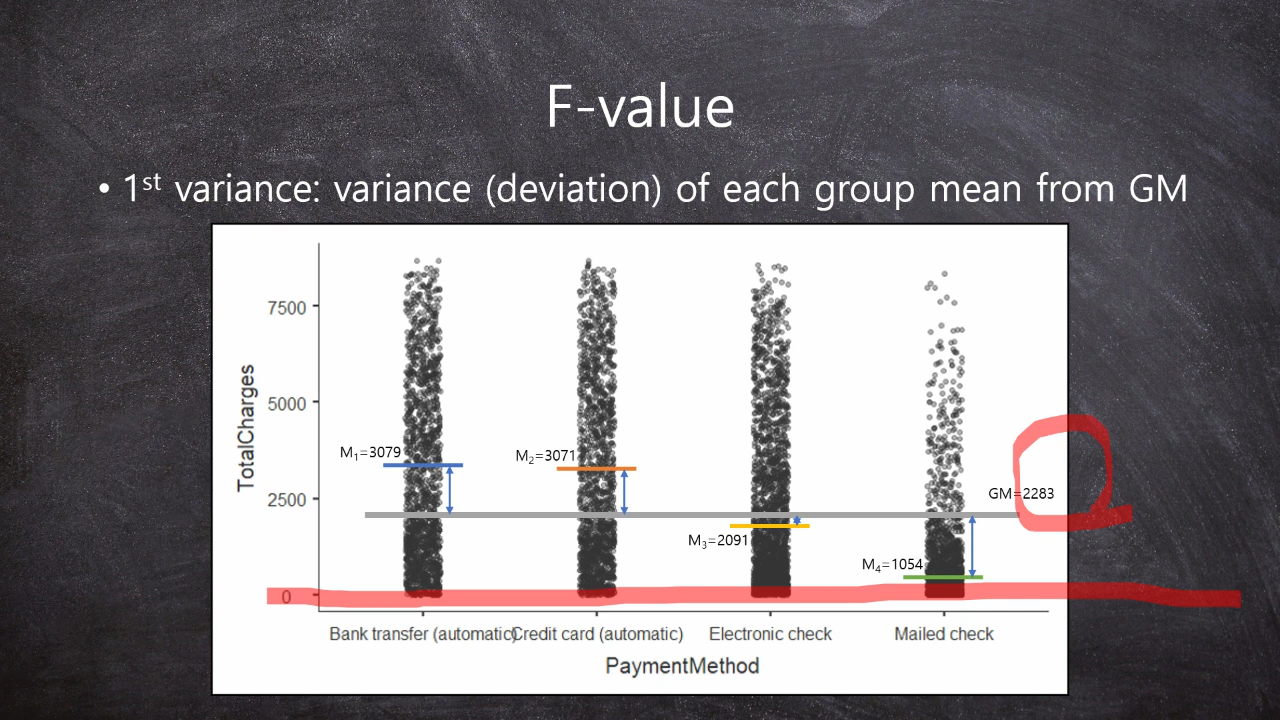 F-value
• 1st variance: variance (deviation) of each group mean from GM
7500
5000
2500
0
TotalCharges
M1=3079
M2=3071
GM=2283
M3=2091
M4=1054
Bank transfer (automatic)
Credit card (automatic)
Electronic check
Mailed check
PaymentMethod